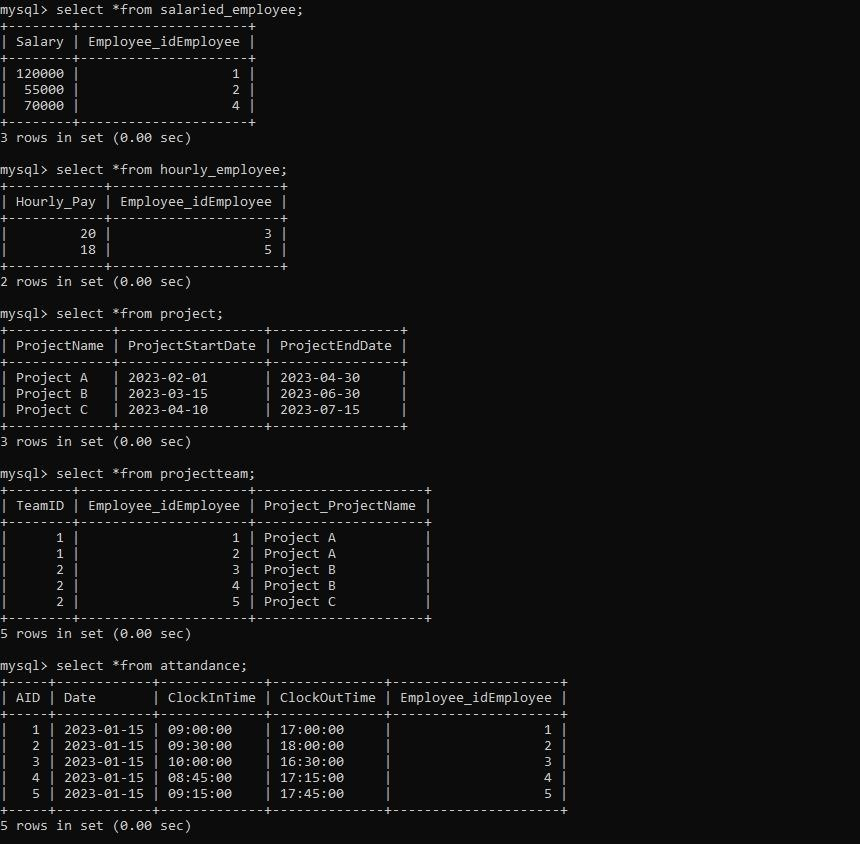 mysql> select *from salaried_employee;
+--------+---------------------+
| Salary | Employee_idEmployee |
+--------+---------------------+
| 120000 |                   1 |
|  55000 |                   2 |
|  70000 |                   4 |
+--------+---------------------+
3 rows in set (0.00 sec)

mysql> select *from hourly_employee;
+------------+---------------------+
| Hourly_Pay | Employee_idEmployee |
+------------+---------------------+
|         20 |                   3 |
|         18 |                   5 |
+------------+---------------------+
2 rows in set (0.00 sec)

mysql> select *from project;
+-------------+------------------+----------------+
| ProjectName | ProjectStartDate | ProjectEndDate |
+-------------+------------------+----------------+
| Project A   | 2023-02-01       | 2023-04-30     |
| Project B   | 2023-03-15       | 2023-06-30     |
| Project C   | 2023-04-10       | 2023-07-15     |
+-------------+------------------+----------------+
3 rows in set (0.00 sec)

mysql> select *from projectteam;
+--------+---------------------+---------------------+
| TeamID | Employee_idEmployee | Project_ProjectName |
+--------+---------------------+---------------------+
|      1 |                   1 | Project A           |
|      1 |                   2 | Project A           |
|      2 |                   3 | Project B           |
|      2 |                   4 | Project B           |
|      2 |                   5 | Project C           |
+--------+---------------------+---------------------+
5 rows in set (0.00 sec)

mysql> select *from attandance;
+-----+------------+-------------+--------------+---------------------+
| AID | Date       | ClockInTime | ClockOutTime | Employee_idEmployee |
+-----+------------+-------------+--------------+---------------------+
|   1 | 2023-01-15 | 09:00:00    | 17:00:00     |                   1 |
|   2 | 2023-01-15 | 09:30:00    | 18:00:00     |                   2 |
|   3 | 2023-01-15 | 10:00:00    | 16:30:00     |                   3 |
|   4 | 2023-01-15 | 08:45:00    | 17:15:00     |                   4 |
|   5 | 2023-01-15 | 09:15:00    | 17:45:00     |                   5 |
+-----+------------+-------------+--------------+---------------------+
5 rows in set (0.00 sec)